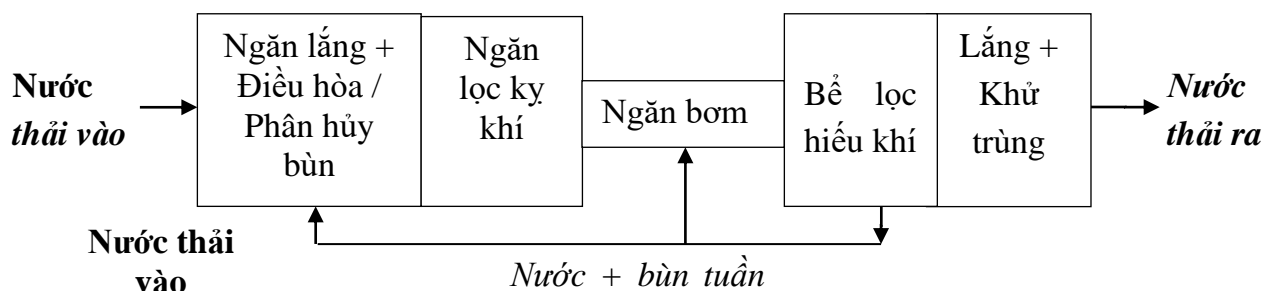 Nước
thải vào
Ngăn lắng +
Điều hòa /
Phân hủy
bùn
Ngăn
lọc kỵ
khí
Ngăn bơm
Bể lọc
hiếu khí
Lắng +
Khử
trùng
Nước
thải ra
Nước thải
vào
Nước + bùn tuần